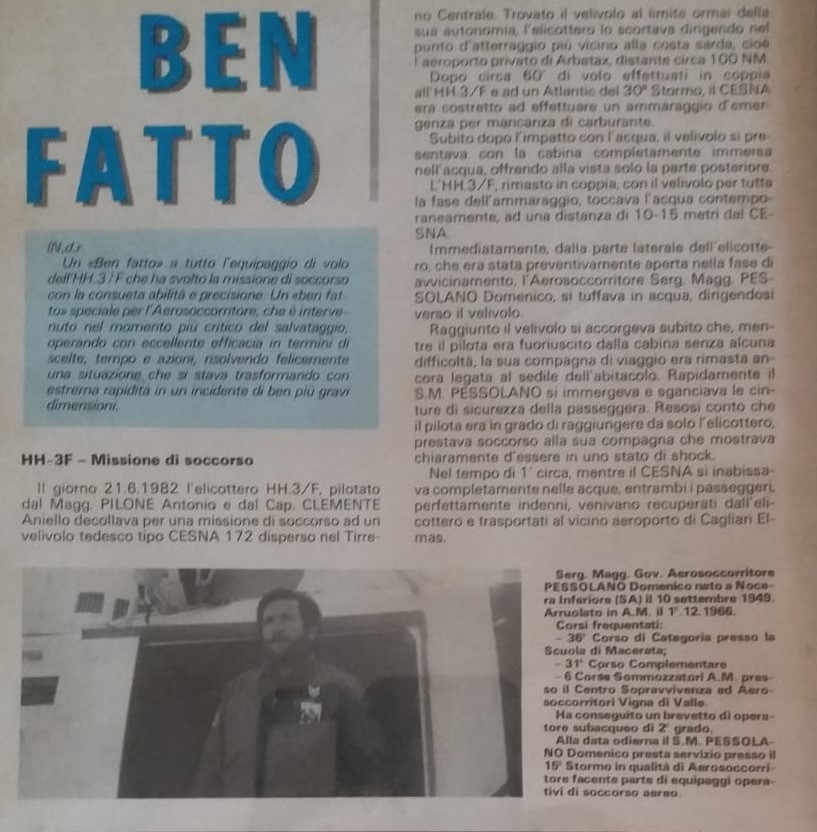 BEN
FATTO
(N.d.r.
Un «Ben fatto» a tutto l'equipaggio di volo
dell'HH.3/F che ha svolto la missione di soccorso
con la consueta abilità e precisione. Un «ben fat-
to» speciale per l'Aerosoccorritore, che è interve-
nuto nel momento più critico del salvataggio,
operando con eccellente efficacia in termini di
scelte, tempo e azioni, risolvendo felicemente
una situazione che si stava trasformando con
estrema rapidità in un incidente di ben più gravi
dimensioni.
HH-3F - Missione di soccorso
Il giorno 21.6.1982 l'elicottero HH.3/F, pilotato
dal Magg. PILONE Antonio e dal Cap. CLEMENTE
Aniello decollava per una missione di soccorso ad un
velivolo tedesco tipo CESNA 172 disperso nel Tirre-
no Centrale. Trovato il velivolo al limite ormai della
sua autonomia, l'elicottero lo scortava dirigendo nel
punto d'atterraggio più vicino alla costa sarda, cioè
l'aeroporto privato di Arbatax, distante circa 100 NM.
Dopo circa 60' di volo effettuati in coppia
all'HH.3/F e ad un Atlantic del 30° Stormo, il CESNA
era costretto ad effettuare un ammaraggio d'emer-
genza per mancanza di carburante.
Subito dopo l'impatto con l'acqua, il velivolo si pre-
sentava con la cabina completamente immersa
nell'acqua, offrendo alla vista solo la parte posteriore.
L'HH.3/F, rimasto in coppia, con il velivolo per tutta
la fase dell'ammaraggio, toccava l'acqua contempo-
raneamente, ad una distanza di 10-15 metri dal CE-
SNA.
Immediatamente, dalla parte laterale dell'elicotte-
ro, che era stata preventivamente aperta nella fase di
avvicinamento, l'Aerosoccorritore Serg. Magg. PES-
SOLANO Domenico, si tuffava in acqua, dirigendosi
verso il velivolo.
Raggiunto il velivolo si accorgeva subito che, men-
tre il pilota era fuoriuscito dalla cabina senza alcuna
difficoltà, la sua compagna di viaggio era rimasta an-
cora legata al sedile dell'abitacolo. Rapidamente il
S.M. PESSOLANO si immergeva e sganciava le cin-
ture di sicurezza della passeggera. Resosi conto che
il pilota era in grado di raggiungere da solo l'elicottero,
prestava soccorso alla sua compagna che mostrava
chiaramente d'essere in uno stato di shock.
Nel tempo di 1' circa, mentre il CESNA si inabissa-
va completamente nelle acque, entrambi i passeggeri,
perfettamente indenni, venivano recuperati dall'eli-
cottero e trasportati al vicino aeroporto di Cagliari El-
mas.
Serg. Magg. Gov. Aerosoccorritore
PESSOLANO Domenico nato a Noce-
ra Inferiore (SA) il 10 settembre 1949.
Arruolato in A.M. il 1°.12.1966.
Corsi frequentati:
- 36° Corso di Categoria presso la
Scuola di Macerata;
- 31° Corso Complementare
- 6 Corso Sommozzatori A.M. pres-
so il Centro Sopravvivenza ed Aero-
soccorritori Vigna di Valle.
Ha conseguito un brevetto di opera-
tore subacqueo di 2° grado.
Alla data odierna il S.M. PESSOLA-
NO Domenico presta servizio presso il
15° Stormo in qualità di Aerosoccorri-
tore facente parte di equipaggi opera-
tivi di soccorso aereo.